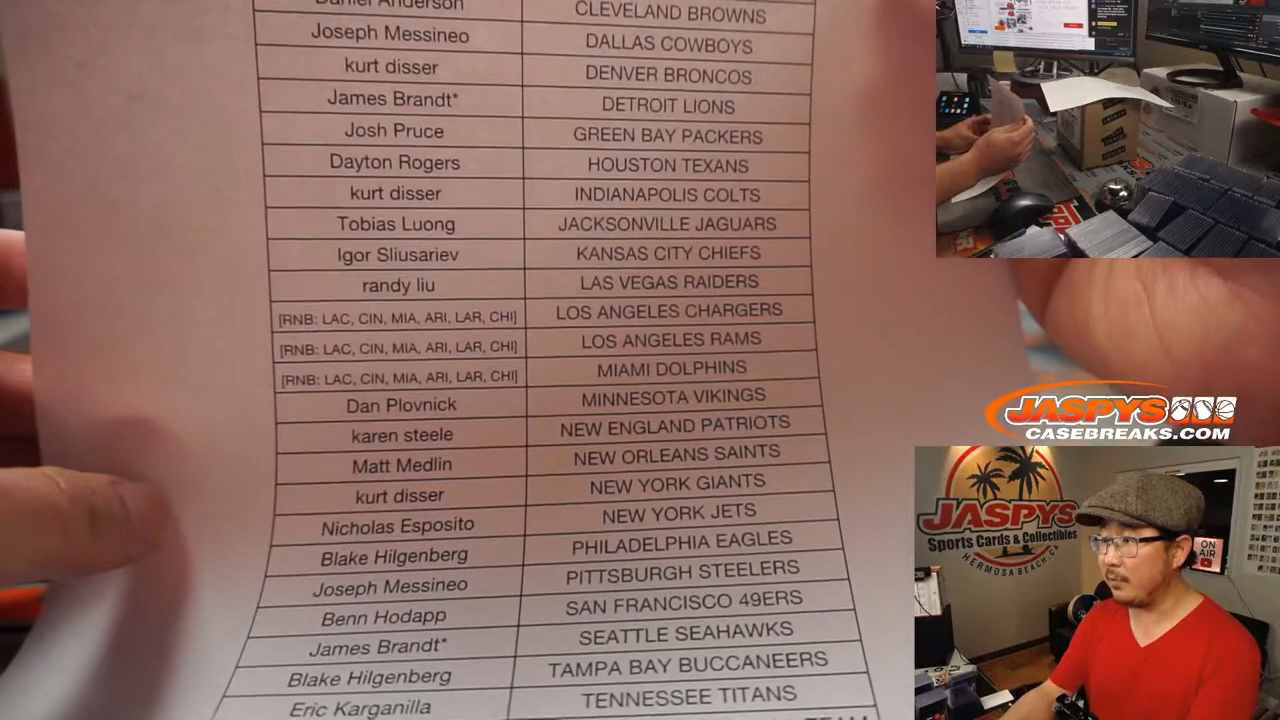 Daniel Anderson CLEVELAND BROWNS
Joseph Messineo DALLAS COWBOYS
kurt disser DENVER BRONCOS
James Brandt* DETROIT LIONS
Josh Pruce GREEN BAY PACKERS
Dayton Rogers HOUSTON TEXANS
kurt disser INDIANAPOLIS COLTS
Tobias Luong JACKSONVILLE JAGUARS
Igor Sliusariev KANSAS CITY CHIEFS
randy liu LAS VEGAS RAIDERS
[RNB: LAC, CIN, MIA, ARI, LAR, CHI] LOS ANGELES CHARGERS
[RNB: LAC, CIN, MIA, ARI, LAR, CHI] LOS ANGELES RAMS
[RNB: LAC, CIN, MIA, ARI, LAR, CHI] MIAMI DOLPHINS
Dan Plovnick MINNESOTA VIKINGS
karen steele NEW ENGLAND PATRIOTS
Matt Medlin NEW ORLEANS SAINTS
kurt disser NEW YORK GIANTS
Nicholas Esposito NEW YORK JETS
Blake Hilgenberg PHILADELPHIA EAGLES
Joseph Messineo PITTSBURGH STEELERS
Benn Hodapp SAN FRANCISCO 49ERS
James Brandt* SEATTLE SEAHAWKS
Blake Hilgenberg TAMPA BAY BUCCANEERS
Eric Karganilla TENNESSEE TITANS
TEAM
JASPYS
CASEBREAKS.COM
JASPYS
Sports Cards & Collectibles
HERMOSA BEACH, CA
ON
AIR